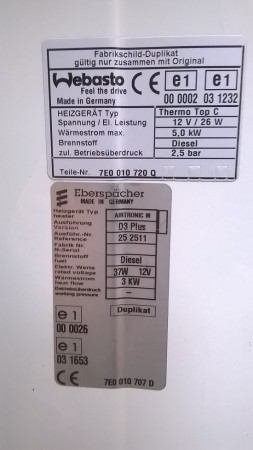 Fabrikschild-Duplikat
gültig nur zusammen mit Original
Webasto CE e1 e1
Feel the drive
Made in Germany 00 0002 03 1232
HEIZGERÄT Typ Thermo Top C
Spannung / El. Leistung 12 V / 26 W
Wärmestrom max. 5,0 kW
Brennstoff Diesel
zul. Betriebsüberdruck 2,5 bar
Teile-Nr. 7E0 010 720 Q
Eberspächer
MADE IN GERMANY
Heizgerät Typ
heater AIRTRONIC M
Ausführung
Version D3 Plus
Ausführ.-Nr.
Reference 25 2511
Fabrik Nr
N-Serial
Brennstoff
fuel Diesel
Elektr. Werte
rated voltage 37W 12V
Wärmestrom
heat flow 3 KW
Betriebsüberdruck
working pressure —
e1 Duplikat
00 0026
e1
03 1653
CE 7E0 010 707 D